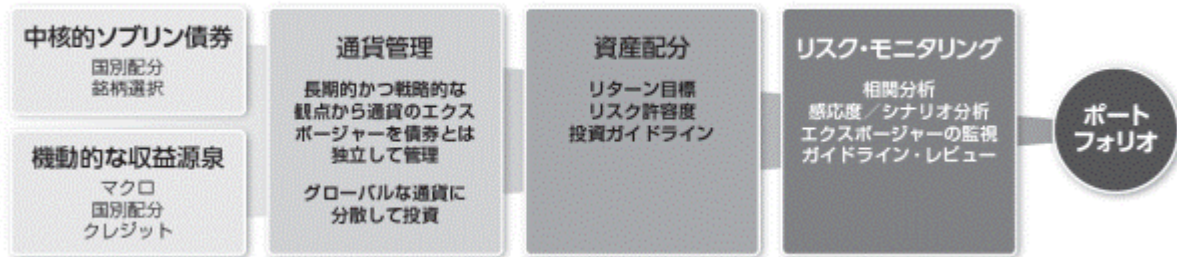 中核的ソブリン債券
国別配分
銘柄選択
機動的な収益源泉
マクロ
国別配分
クレジット
通貨管理
長期的かつ戦略的な
観点から通貨のエクス
ポージャーを債券とは
独立して管理
グローバルな通貨に
分散して投資
資産配分
リターン目標
リスク許容度
投資ガイドライン
リスク・モニタリング
相関分析
感応度／シナリオ分析
エクスポージャーの監視
ガイドライン・レビュー
ポート
フォリオ